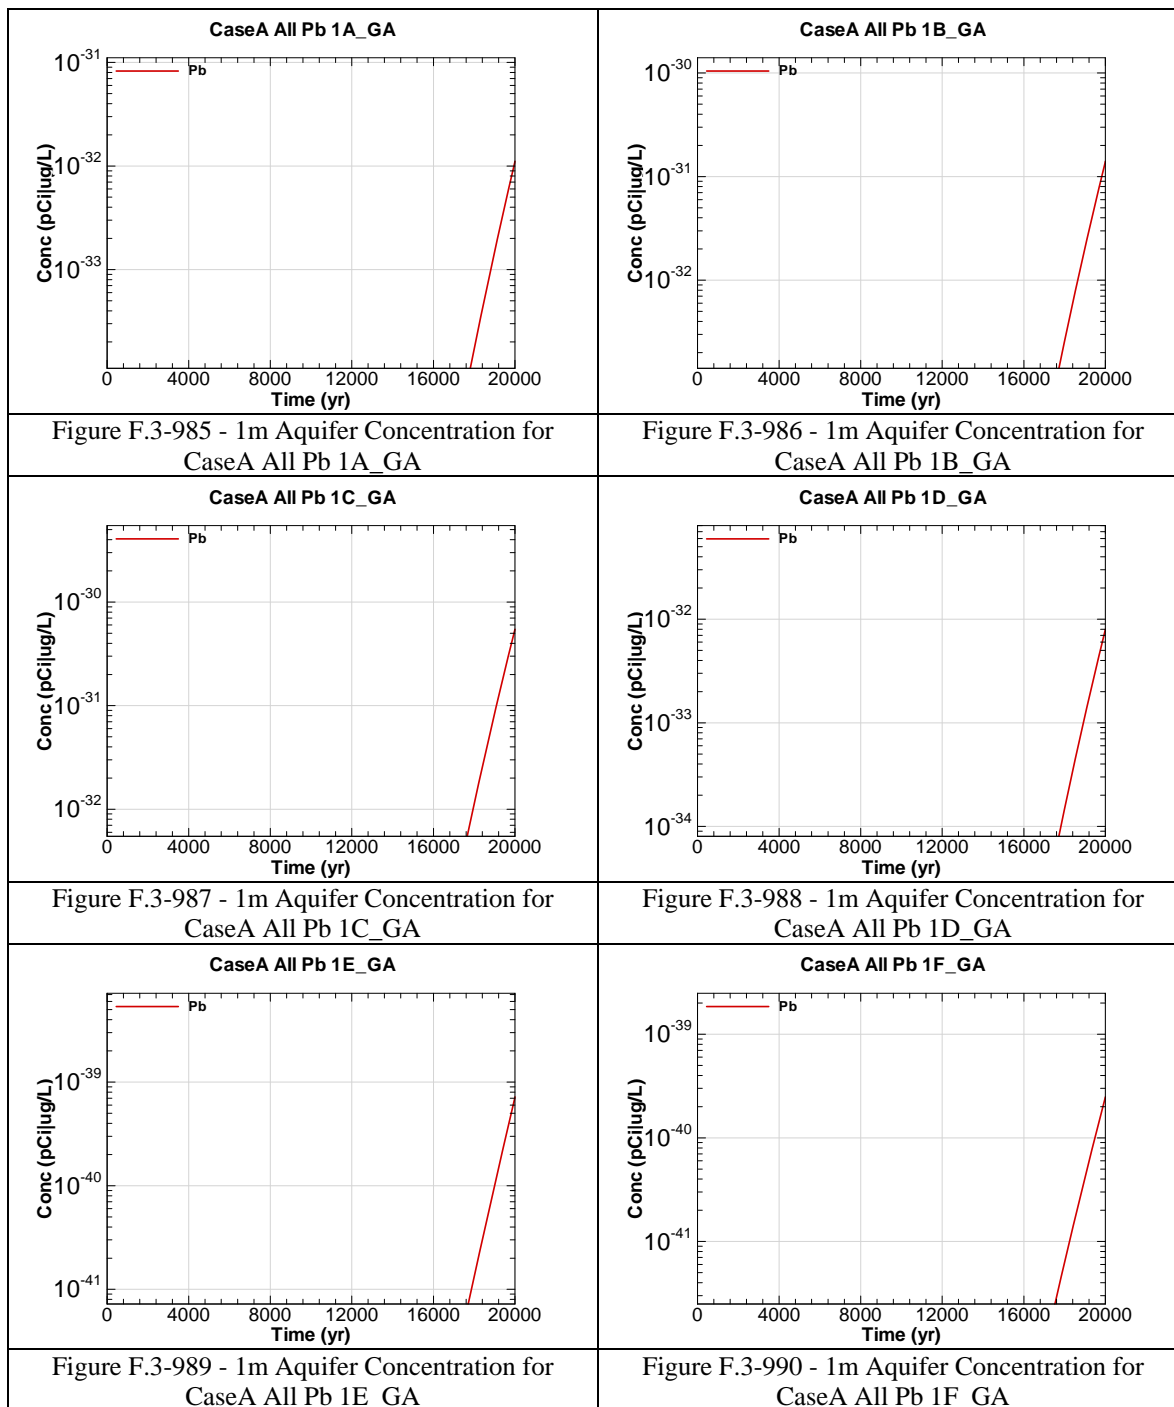 CaseA All Pb 1A_GA
Pb
Conc (pCi|ug/L)
10-31
10-32
10-33
0 4000 8000 12000 16000 20000
Time (yr)
Figure F.3-985 - 1m Aquifer Concentration for
CaseA All Pb 1A_GA
CaseA All Pb 1B_GA
Pb
Conc (pCi|ug/L)
10-30
10-31
10-32
0 4000 8000 12000 16000 20000
Time (yr)
Figure F.3-986 - 1m Aquifer Concentration for
CaseA All Pb 1B_GA
CaseA All Pb 1C_GA
Pb
Conc (pCi|ug/L)
10-30
10-31
10-32
0 4000 8000 12000 16000 20000
Time (yr)
Figure F.3-987 - 1m Aquifer Concentration for
CaseA All Pb 1C_GA
CaseA All Pb 1D_GA
Pb
Conc (pCi|ug/L)
10-32
10-33
10-34
0 4000 8000 12000 16000 20000
Time (yr)
Figure F.3-988 - 1m Aquifer Concentration for
CaseA All Pb 1D_GA
CaseA All Pb 1E_GA
Pb
Conc (pCi|ug/L)
10-39
10-40
10-41
0 4000 8000 12000 16000 20000
Time (yr)
Figure F.3-989 - 1m Aquifer Concentration for
CaseA All Pb 1E_GA
CaseA All Pb 1F_GA
Pb
Conc (pCi|ug/L)
10-39
10-40
10-41
0 4000 8000 12000 16000 20000
Time (yr)
Figure F.3-990 - 1m Aquifer Concentration for
CaseA All Pb 1F_GA